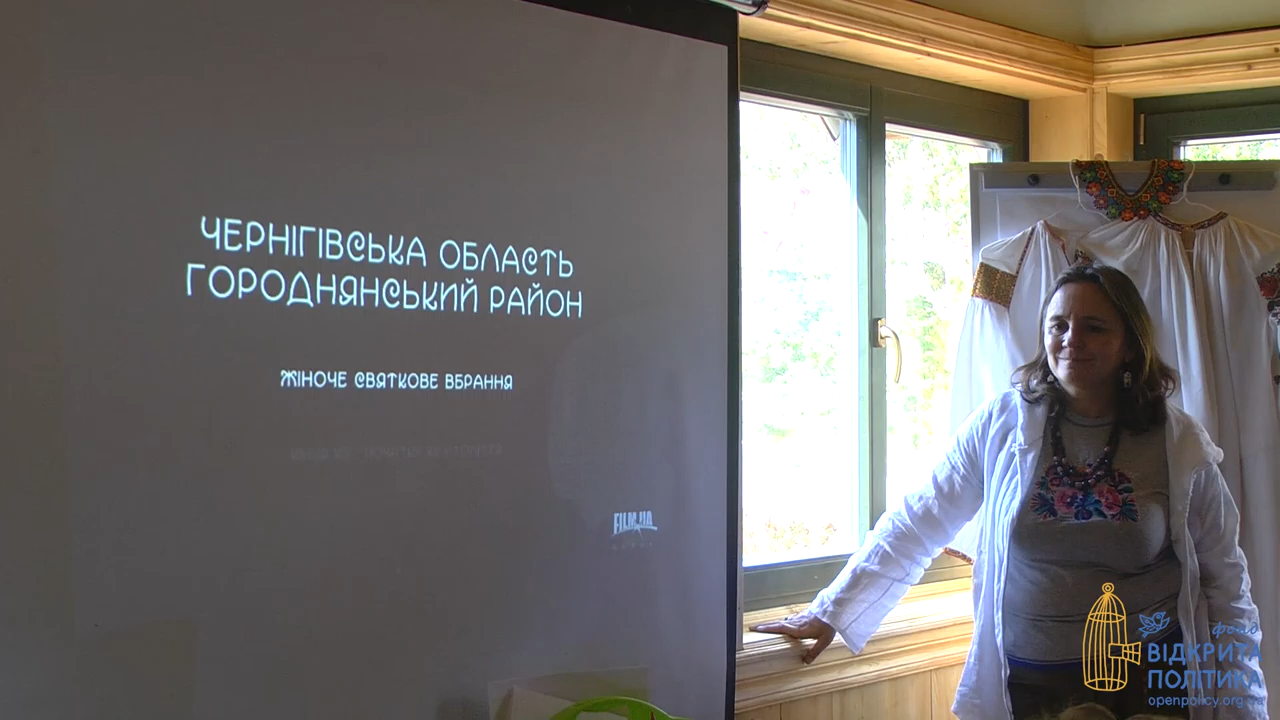 ЧЕРНІГІВСЬКА ОБЛАСТЬ
ГОРОДНЯНСЬКИЙ РАЙОН
ЖІНОЧЕ СВЯТКОВЕ ВБРАННЯ
FILM.UA
фонд
ВІДКРИТА
ПОЛІТИКА
openpolicy.org.ua